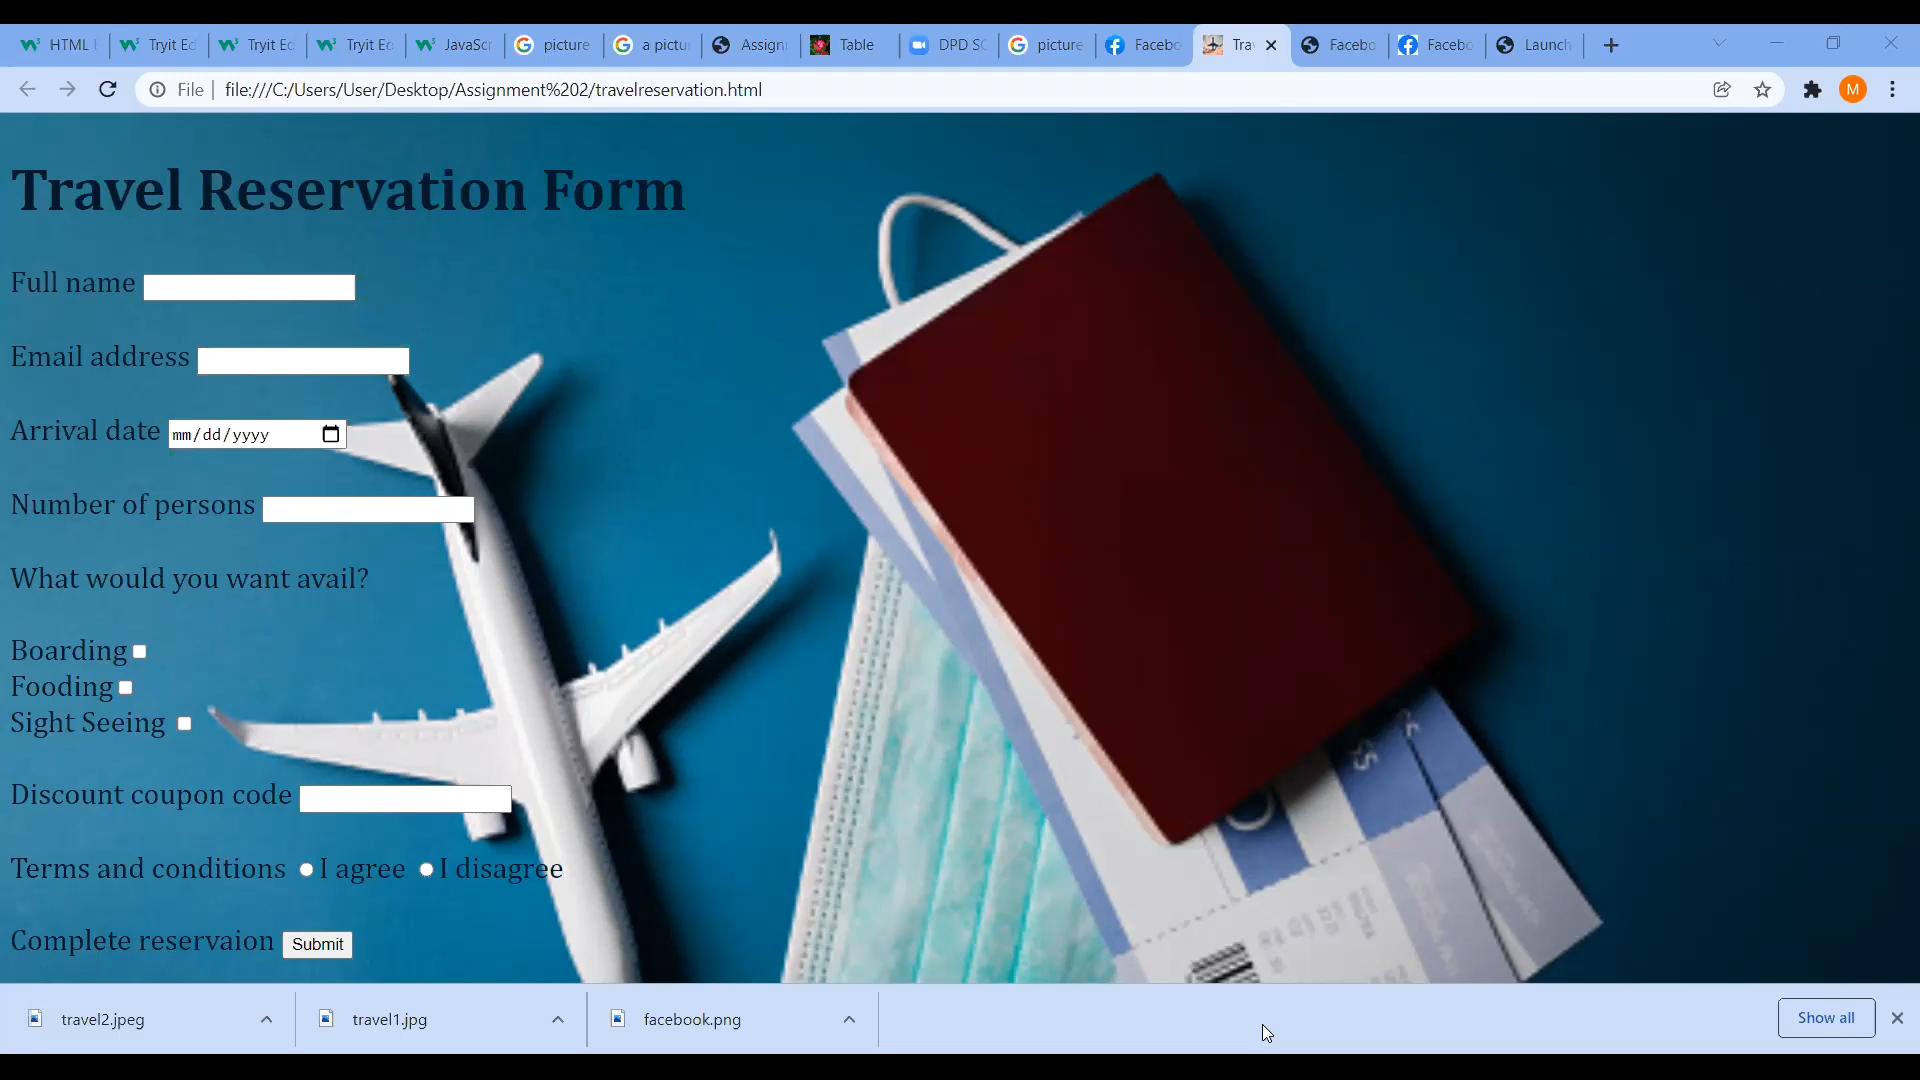 HTML Tryit Ed Tryit Ed Tryit Ed JavaScr picture a pictu Assign Table DPD SC picture Facebo Tra Facebo Facebo Launch
File file:///C:/Users/User/Desktop/Assignment%202/travelreservation.html M
Travel Reservation Form
Full name
Email address
Arrival date mm/dd/yyyy
Number of persons
What would you want avail?
Boarding
Fooding
Sight Seeing
Discount coupon code
Terms and conditions I agree I disagree
Complete reservaion Submit
travel2.jpeg travel1.jpg facebook.png Show all